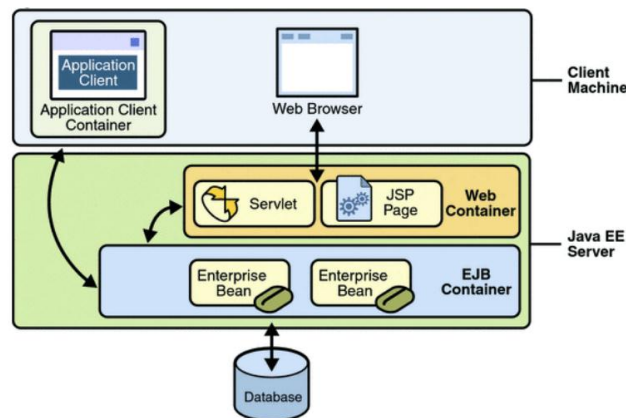 Application
Client
Application Client
Container
Web Browser
Client
Machine
Servlet
JSP
Page
Web
Container
Java EE
Server
Enterprise
Bean
Enterprise
Bean
EJB
Container
Database